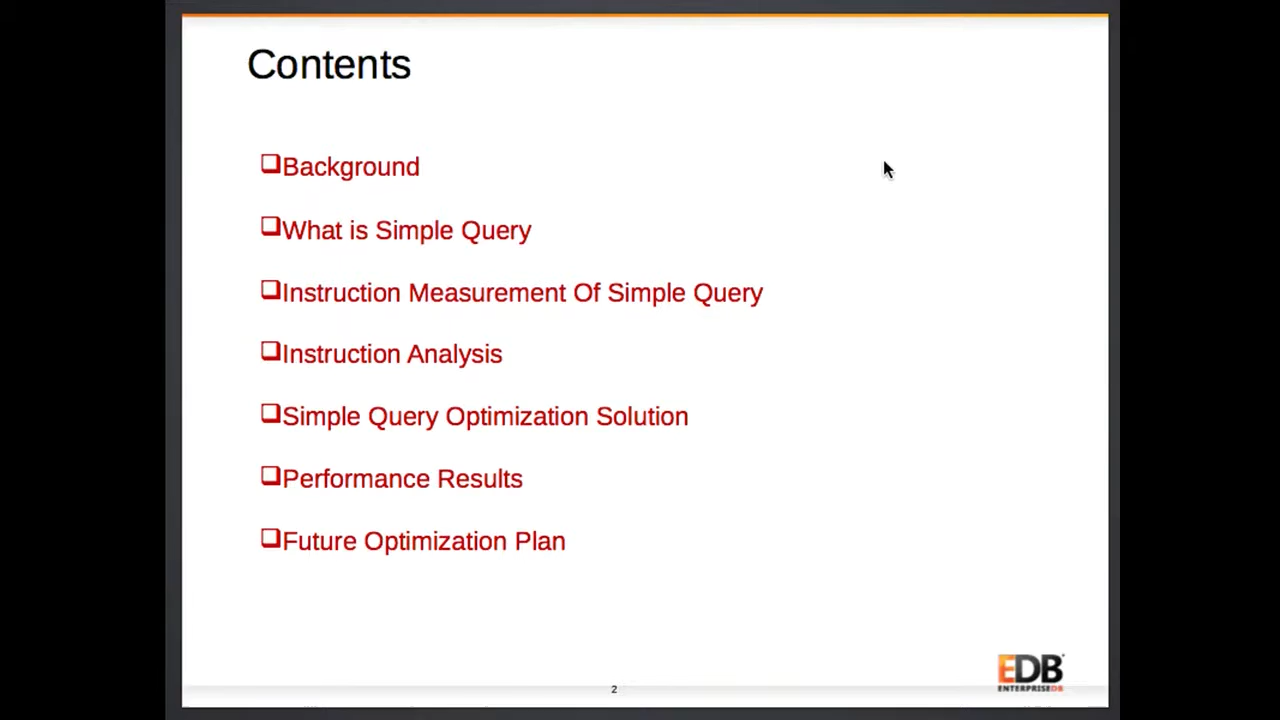 Contents
Background
What is Simple Query
Instruction Measurement Of Simple Query
Instruction Analysis
Simple Query Optimization Solution
Performance Results
Future Optimization Plan
EDB
ENTERPRISEDB
2